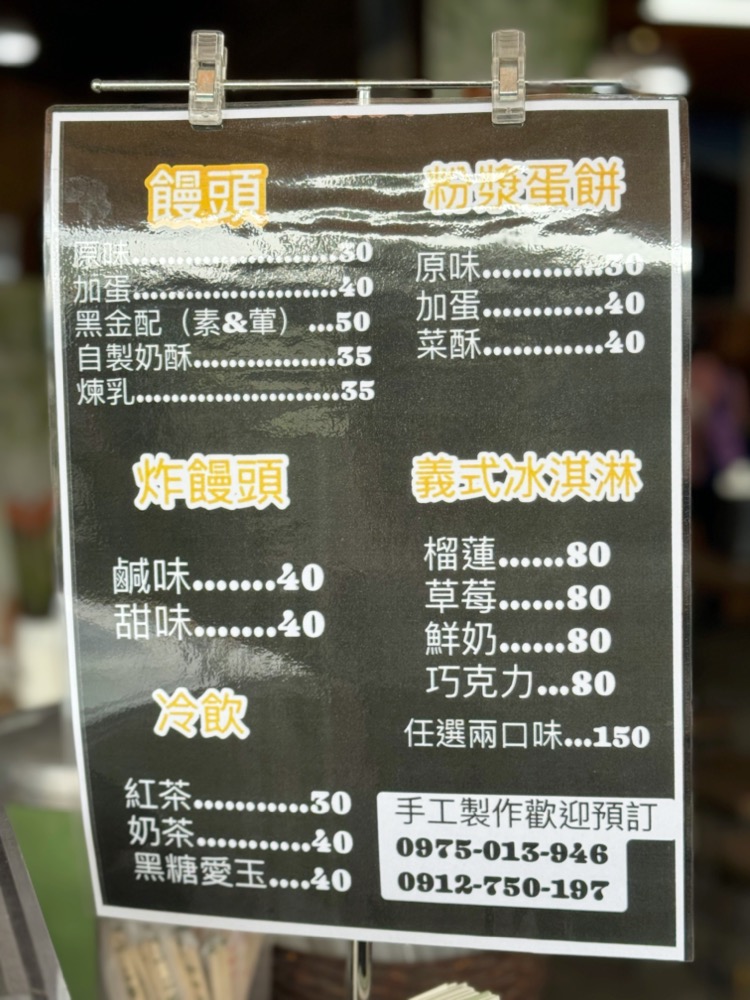 饅頭
原味........................30
加蛋........................40
黑金配（素&葷）...50
自製奶酥.................35
煉乳........................35
粉漿蛋餅
原味..............30
加蛋..............40
菜酥..............40
炸饅頭
鹹味.......40
甜味.......40
義式冰淇淋
榴蓮......80
草莓......80
鮮奶......80
巧克力...80
任選兩口味...150
冷飲
紅茶............30
奶茶............40
黑糖愛玉....40
手工製作歡迎預訂
0975-013-946
0912-750-197